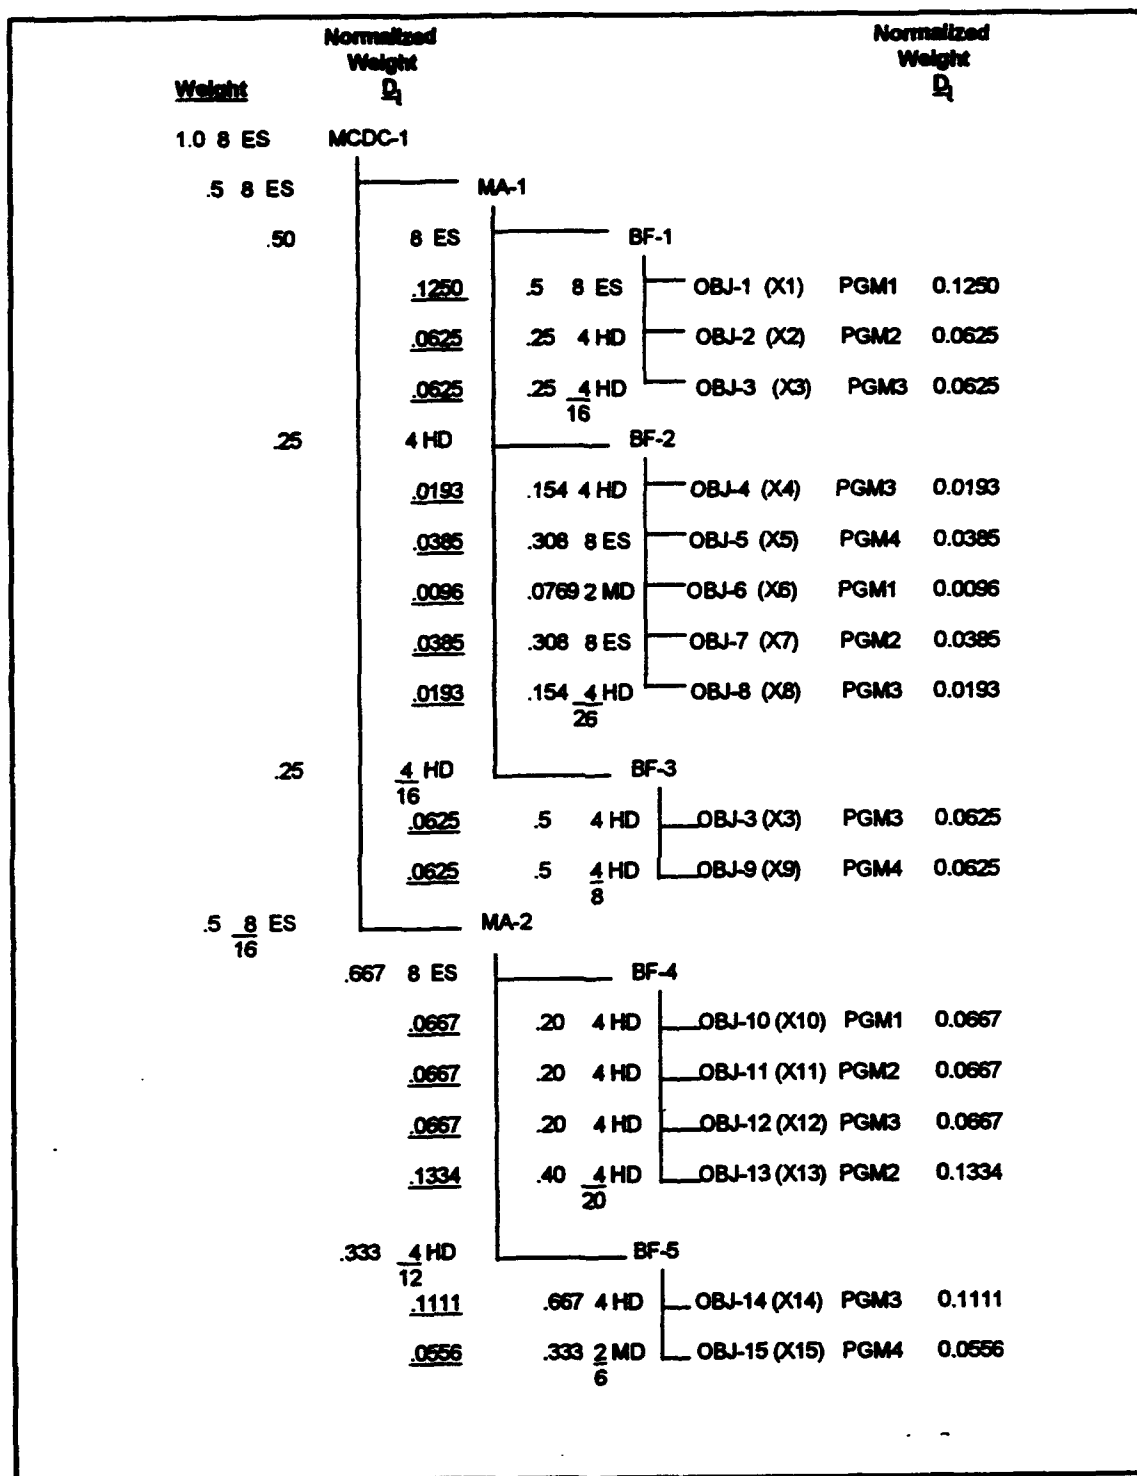 Normalized Normalized
Weight Weight
Weight Di Di
1.0 8 ES MCDC-1
.5 8 ES MA-1
.50 8 ES BF-1
.1250 .5 8 ES OBJ-1 (X1) PGM1 0.1250
.0625 .25 4 HD OBJ-2 (X2) PGM2 0.0625
.0625 .25 4 HD OBJ-3 (X3) PGM3 0.0625
16
.25 4 HD BF-2
.0193 .154 4 HD OBJ-4 (X4) PGM3 0.0193
.0385 .308 8 ES OBJ-5 (X5) PGM4 0.0385
.0096 .0769 2 MD OBJ-6 (X6) PGM1 0.0096
.0385 .308 8 ES OBJ-7 (X7) PGM2 0.0385
.0193 .154 4 HD OBJ-8 (X8) PGM3 0.0193
26
.25 4 HD BF-3
16
.0625 .5 4 HD OBJ-3 (X3) PGM3 0.0625
.0625 .5 4 HD OBJ-9 (X9) PGM4 0.0625
8
.5 8 ES MA-2
16
.667 8 ES BF-4
.0667 .20 4 HD OBJ-10 (X10) PGM1 0.0667
.0667 .20 4 HD OBJ-11 (X11) PGM2 0.0667
.0667 .20 4 HD OBJ-12 (X12) PGM3 0.0667
.1334 .40 4 HD OBJ-13 (X13) PGM2 0.1334
20
.333 4 HD BF-5
12
.1111 .667 4 HD OBJ-14 (X14) PGM3 0.1111
.0556 .333 2 MD OBJ-15 (X15) PGM4 0.0556
6